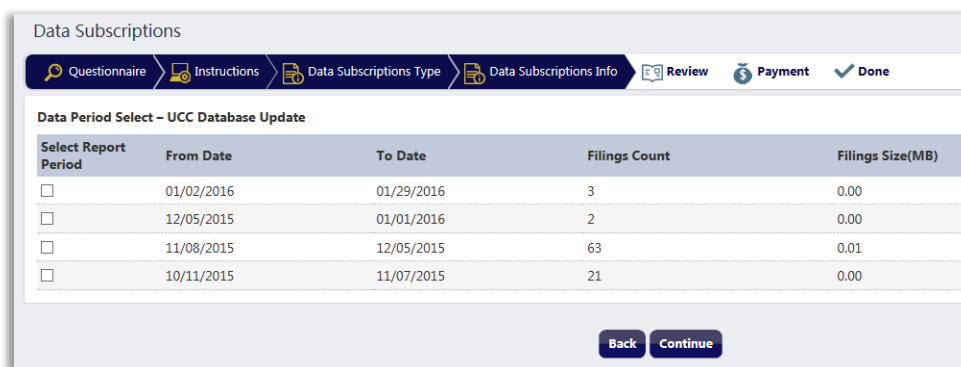 Data Subscriptions
Questionnaire Instructions Data Subscriptions Type Data Subscriptions Info Review Payment Done
Data Period Select – UCC Database Update
Select Report Period From Date To Date Filings Count Filings Size(MB)
01/02/2016 01/29/2016 3 0.00
12/05/2015 01/01/2016 2 0.00
11/08/2015 12/05/2015 63 0.01
10/11/2015 11/07/2015 21 0.00
Back Continue